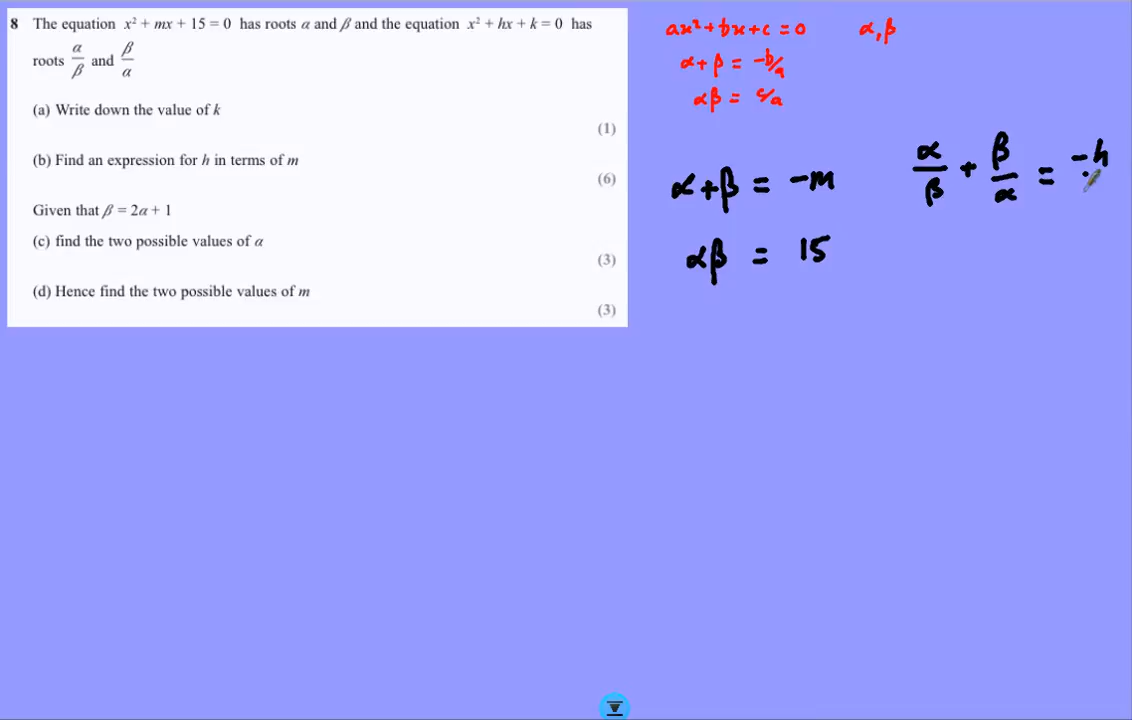 8 The equation x² + mx + 15 = 0 has roots α and β and the equation x² + hx + k = 0 has
roots α/β and β/α
(a) Write down the value of k
(1)
(b) Find an expression for h in terms of m
(6)
Given that β = 2α + 1
(c) find the two possible values of α
(3)
(d) Hence find the two possible values of m
(3)
ax²+bx+c=0 α,β
α+β = -b/a
αβ = c/a
α+β = -m
αβ = 15
α/β + β/α = -h